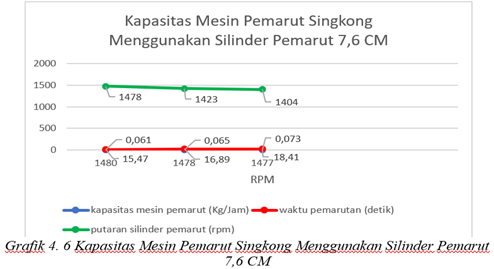 Kapasitas Mesin Pemarut Singkong
Menggunakan Silinder Pemarut 7,6 CM
2000
1500
1478
1423
1404
1000
500
0,061
0,065
0,073
0
1480
1478
1477
15,47
16,89
18,41
RPM
kapasitas mesin pemarut (Kg/Jam)
waktu pemarutan (detik)
putaran silinder pemarut (rpm)
Grafik 4. 6 Kapasitas Mesin Pemarut Singkong Menggunakan Silinder Pemarut
7,6 CM